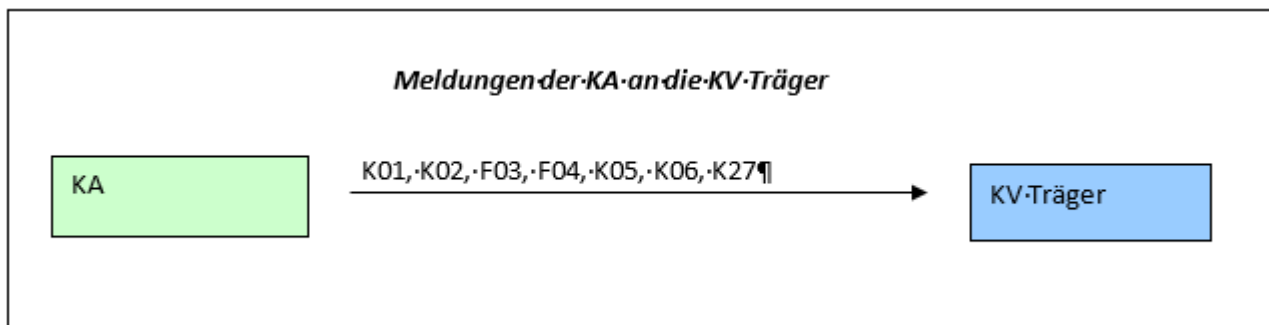 Meldungen·der·KA·an·die·KV·Träger
K01,·K02,·F03,·F04,·K05,·K06,·K27¶
KA
KV·Träger